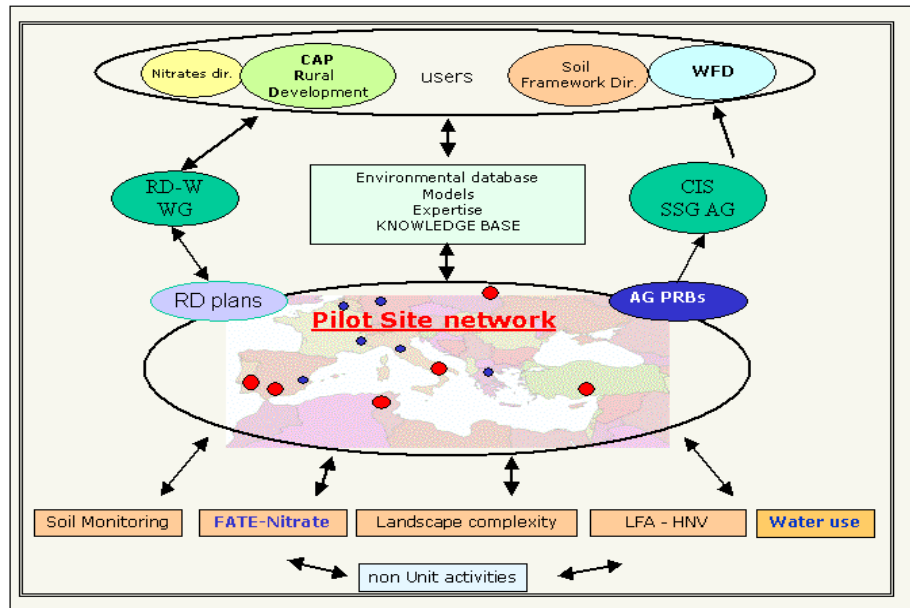 Nitrates dir.
CAP
Rural
Development
users
Soil
Framework Dir.
WFD
RD-W
WG
Environmental database
Models
Expertise
KNOWLEDGE BASE
CIS
SSG AG
RD plans
AG PRBs
Pilot Site network
Soil Monitoring
FATE-Nitrate
Landscape complexity
LFA - HNV
Water use
non Unit activities